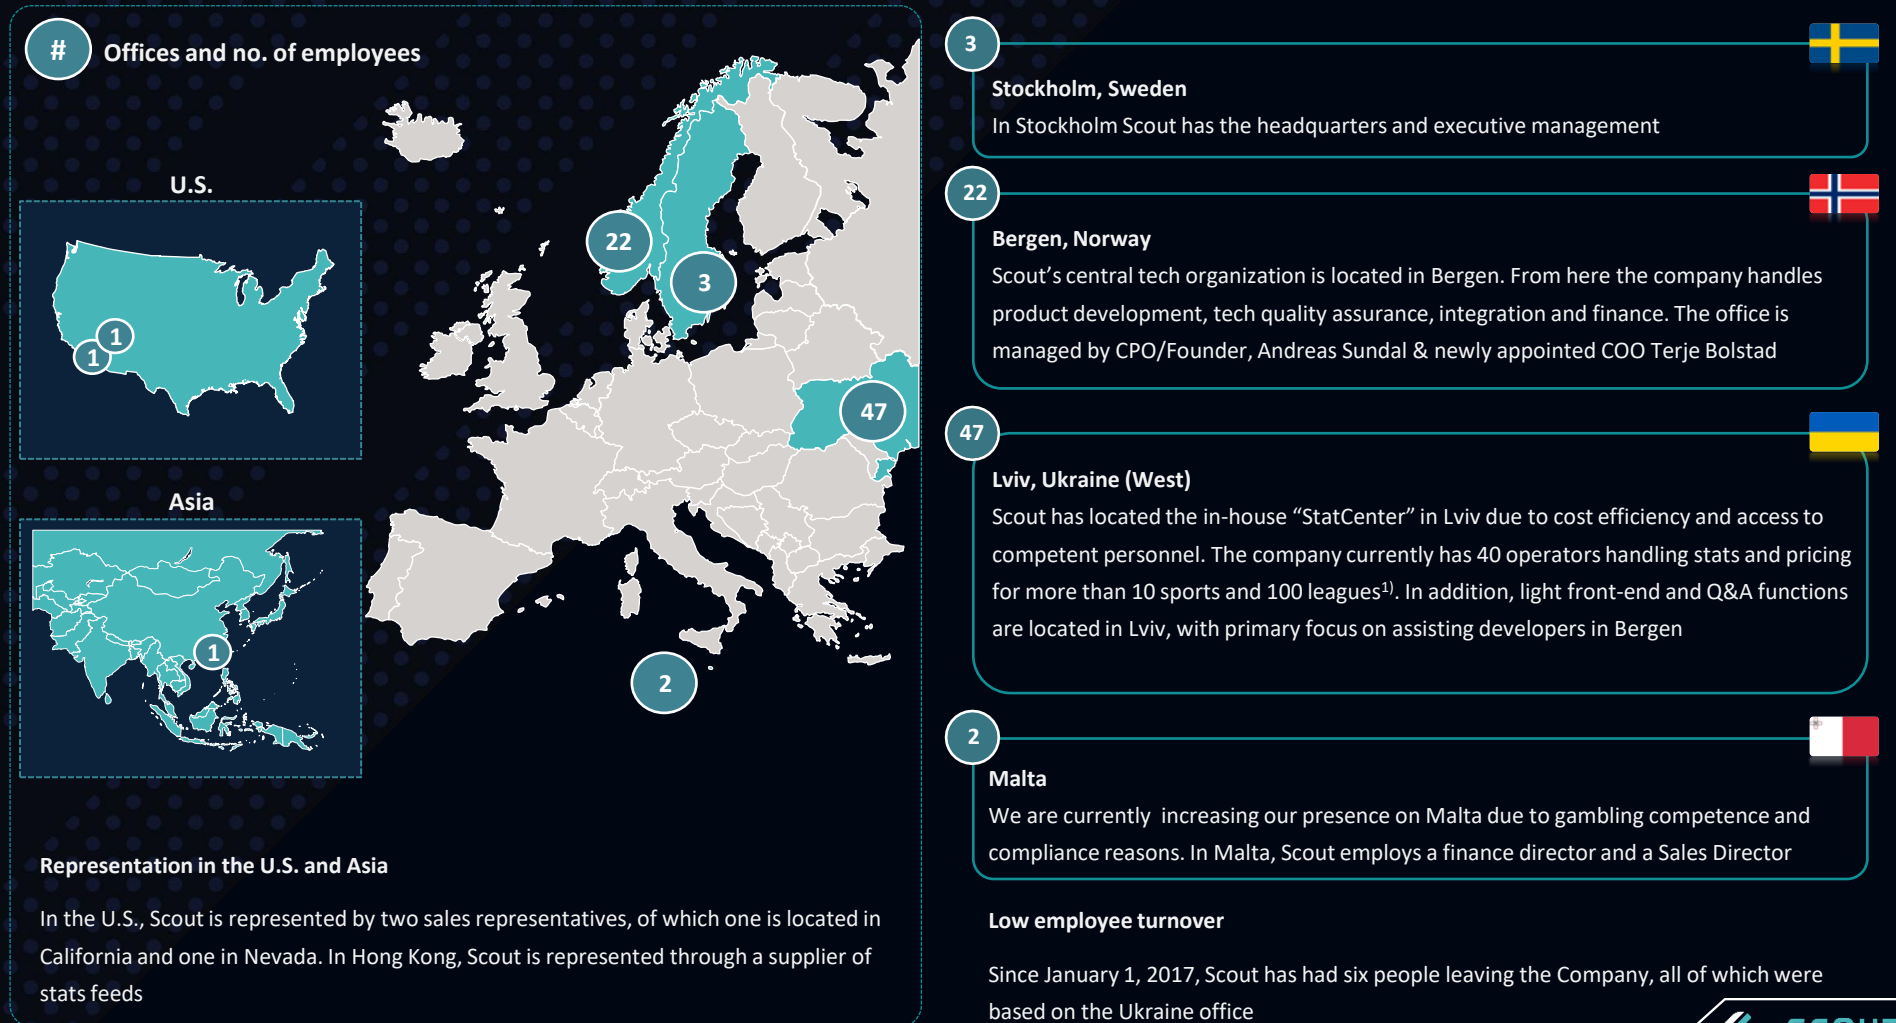 # Offices and no. of employees
U.S.
1
1
Asia
1
22
3
47
2
Representation in the U.S. and Asia
In the U.S., Scout is represented by two sales representatives, of which one is located in
California and one in Nevada. In Hong Kong, Scout is represented through a supplier of
stats feeds
3
Stockholm, Sweden
In Stockholm Scout has the headquarters and executive management
22
Bergen, Norway
Scout’s central tech organization is located in Bergen. From here the company handles
product development, tech quality assurance, integration and finance. The office is
managed by CPO/Founder, Andreas Sundal & newly appointed COO Terje Bolstad
47
Lviv, Ukraine (West)
Scout has located the in-house “StatCenter” in Lviv due to cost efficiency and access to
competent personnel. The company currently has 40 operators handling stats and pricing
for more than 10 sports and 100 leagues1). In addition, light front-end and Q&A functions
are located in Lviv, with primary focus on assisting developers in Bergen
2
Malta
We are currently increasing our presence on Malta due to gambling competence and
compliance reasons. In Malta, Scout employs a finance director and a Sales Director
Low employee turnover
Since January 1, 2017, Scout has had six people leaving the Company, all of which were
based on the Ukraine office